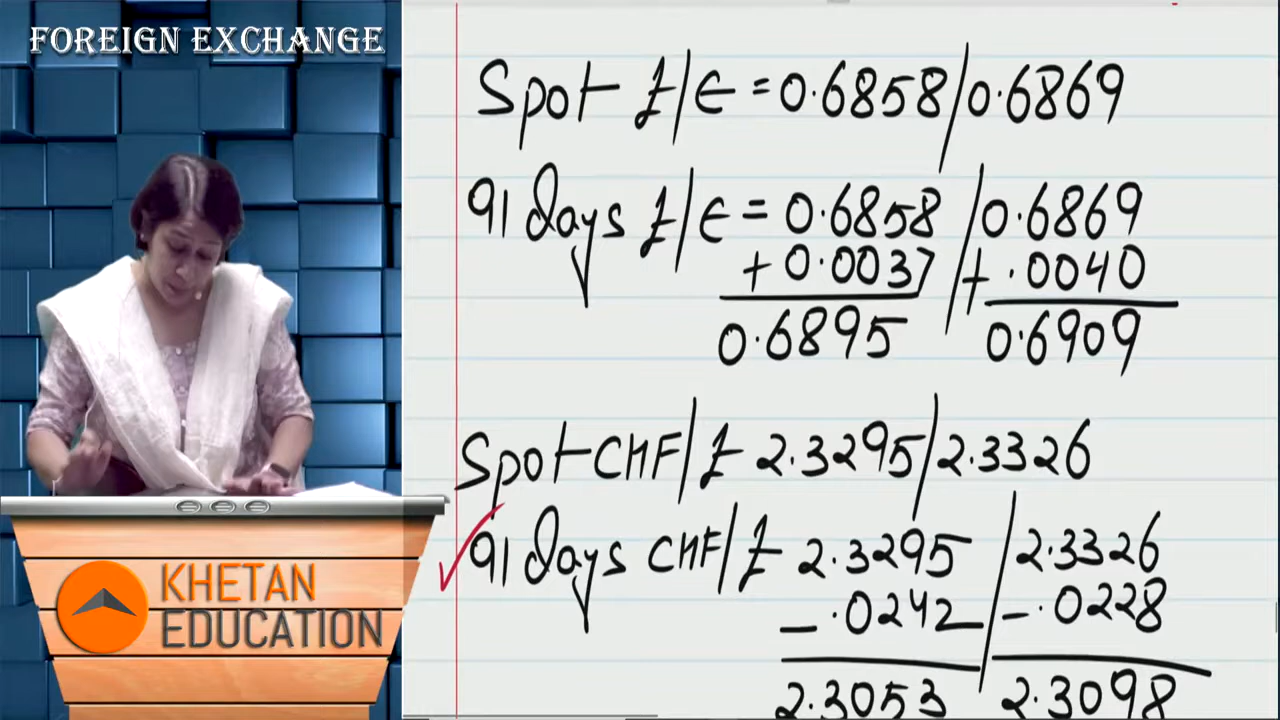 FOREIGN EXCHANGE
Spot £/€ = 0.6858/0.6869
91 days £/€ = 0.6858 / 0.6869
+ 0.0037 + .0040
0.6895 0.6909
Spot CHF/£ 2.3295/2.3326
91 days CHF/£ 2.3295 / 2.3326
- .0242 - .0228
2.3053 2.3098
KHETAN
EDUCATION